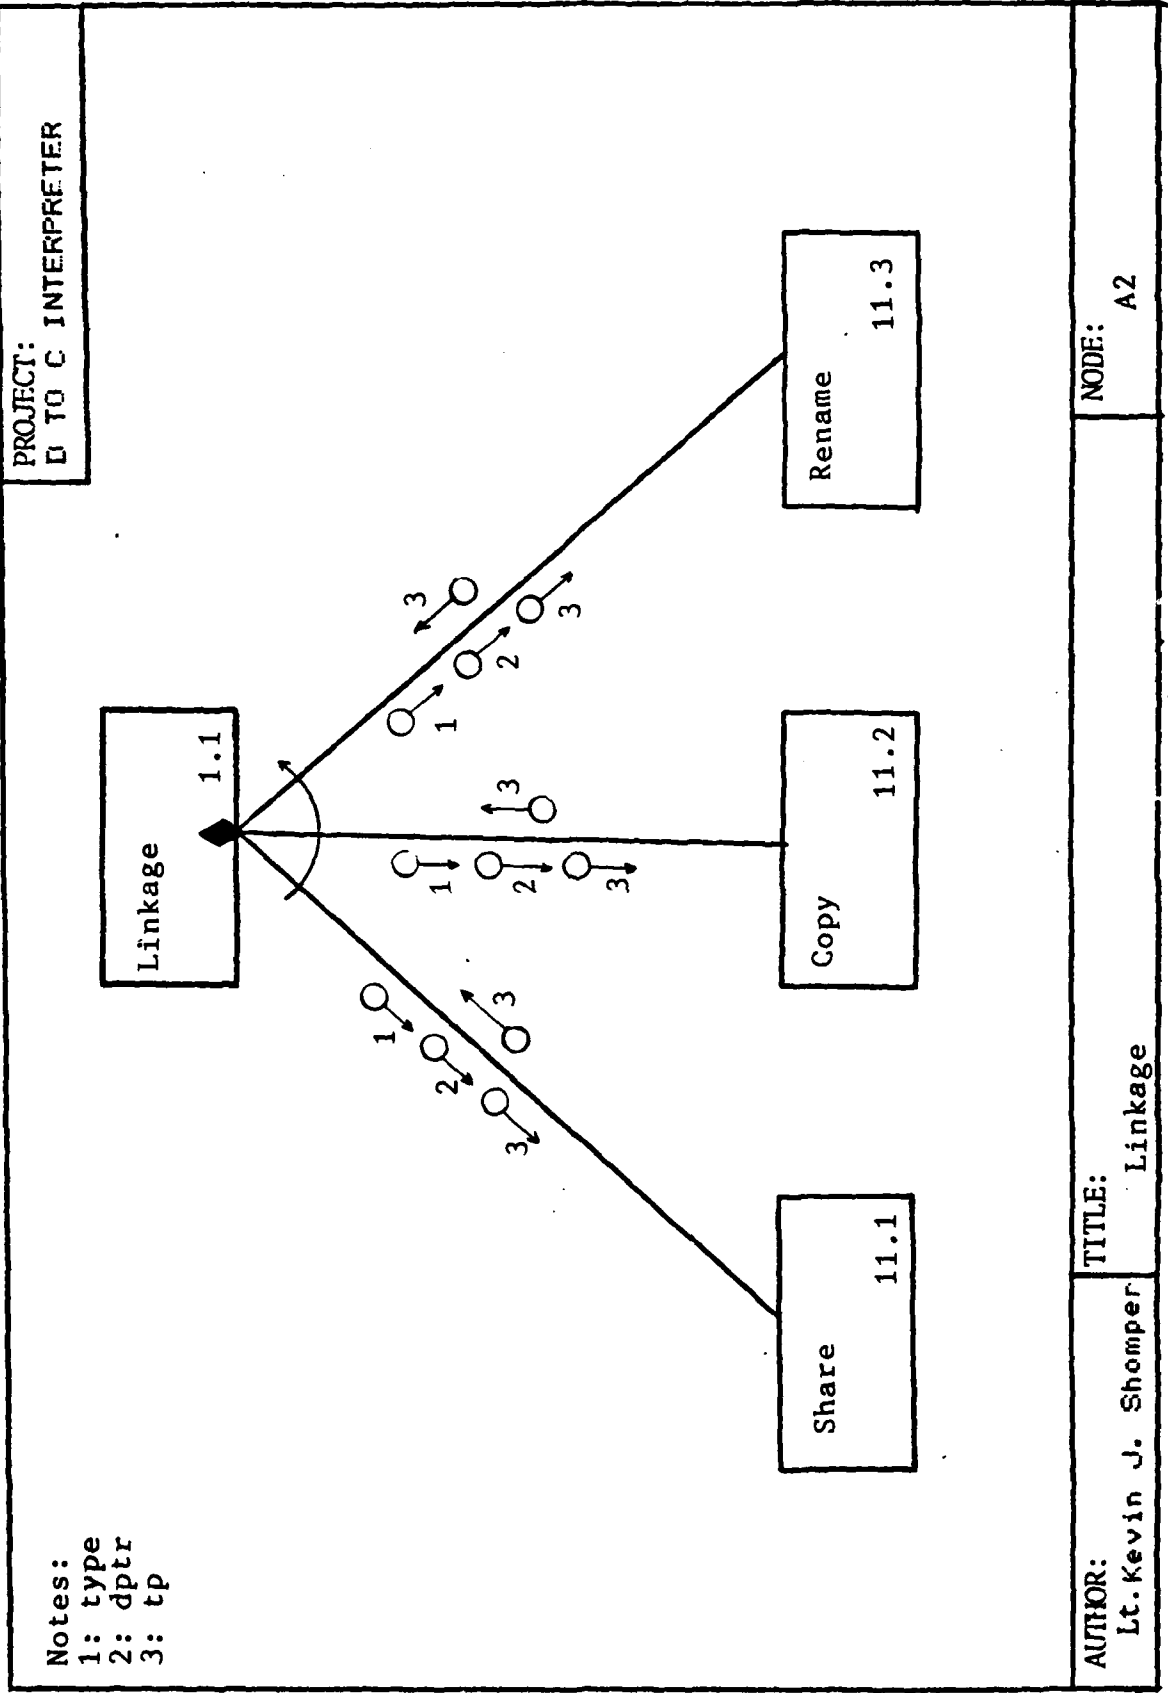 PROJECT:
D TO C INTERPRETER
Notes:
1: type
2: dptr
3: tp
Linkage
1.1
1
2
3
3
1
2
3
3
1
2
3
3
Share
11.1
Copy
11.2
Rename
11.3
AUTHOR:
Lt. Kevin J. Shomper
TITLE:
Linkage
NODE:
A2